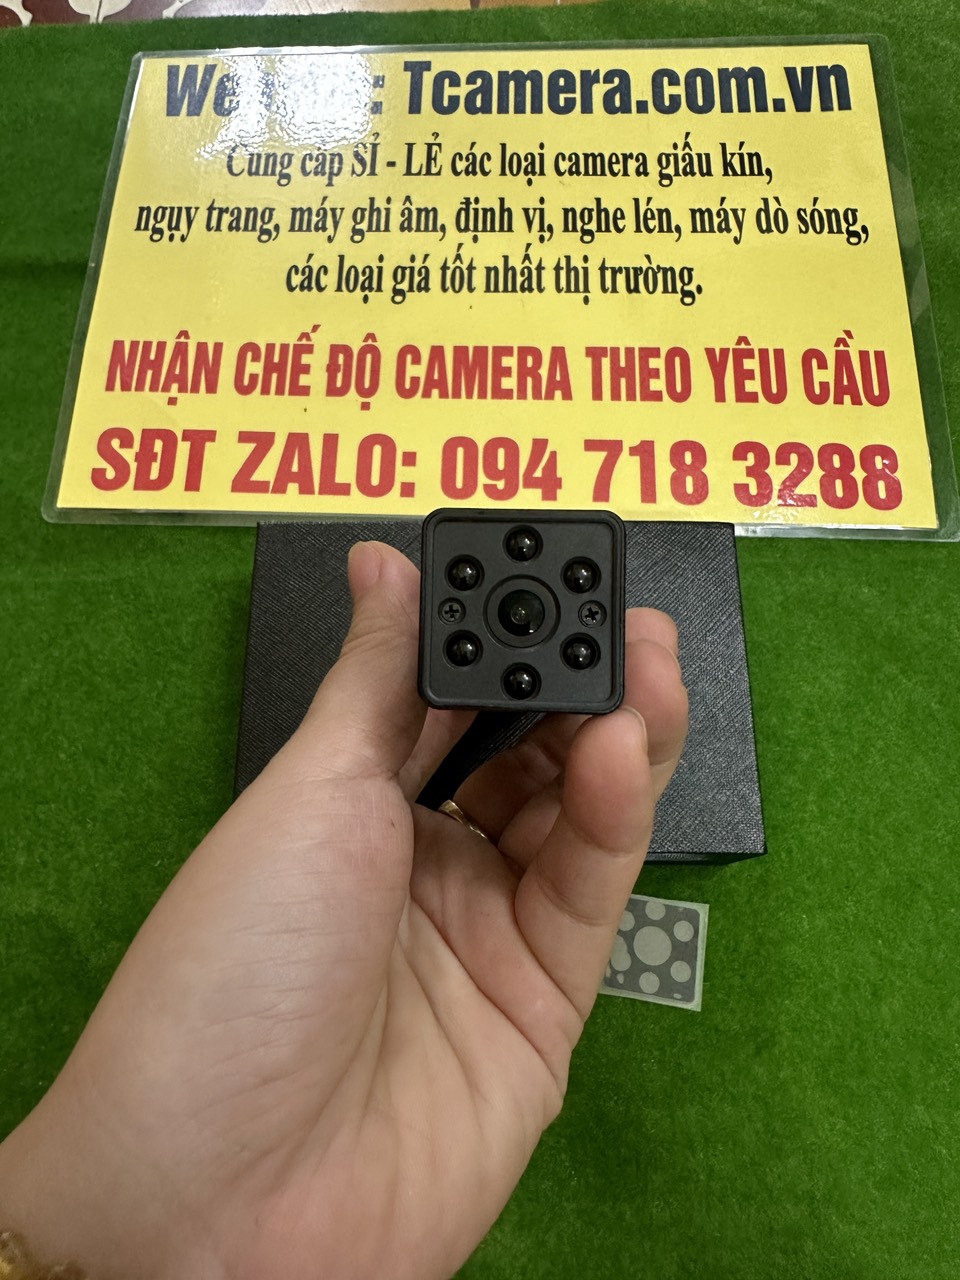 Website: Tcamera.com.vn
Cung cấp SỈ - LẺ các loại camera giấu kín,
ngụy trang, máy ghi âm, định vị, nghe lén, máy dò sóng,
các loại giá tốt nhất thị trường.
NHẬN CHẾ ĐỘ CAMERA THEO YÊU CẦU
SĐT ZALO: 094 718 3288